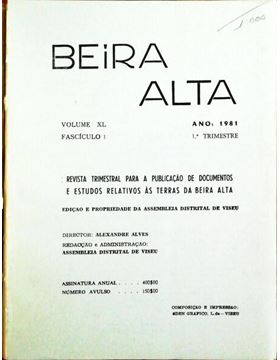 BEiRA
ALTA
VOLUME XL
ANO: 1981
FASCÍCULO 1
1.º TRIMESTRE
REVISTA TRIMESTRAL PARA A PUBLICAÇÃO DE DOCUMENTOS
E ESTUDOS RELATIVOS ÀS TERRAS DA BEIRA ALTA
EDIÇÃO E PROPRIEDADE DA ASSEMBLEIA DISTRITAL DE VISEU
DIRECTOR: ALEXANDRE ALVES
REDACÇÃO e ADMINISTRAÇÃO:
ASSEMBLEIA DISTRITAL DE VISEU
ASSINATURA ANUAL . . . . 400$00
NÚMERO AVULSO . . . . 150$00
COMPOSIÇÃO E IMPRESSÃO:
EDEN GRÁFICO, L.da - VISEU